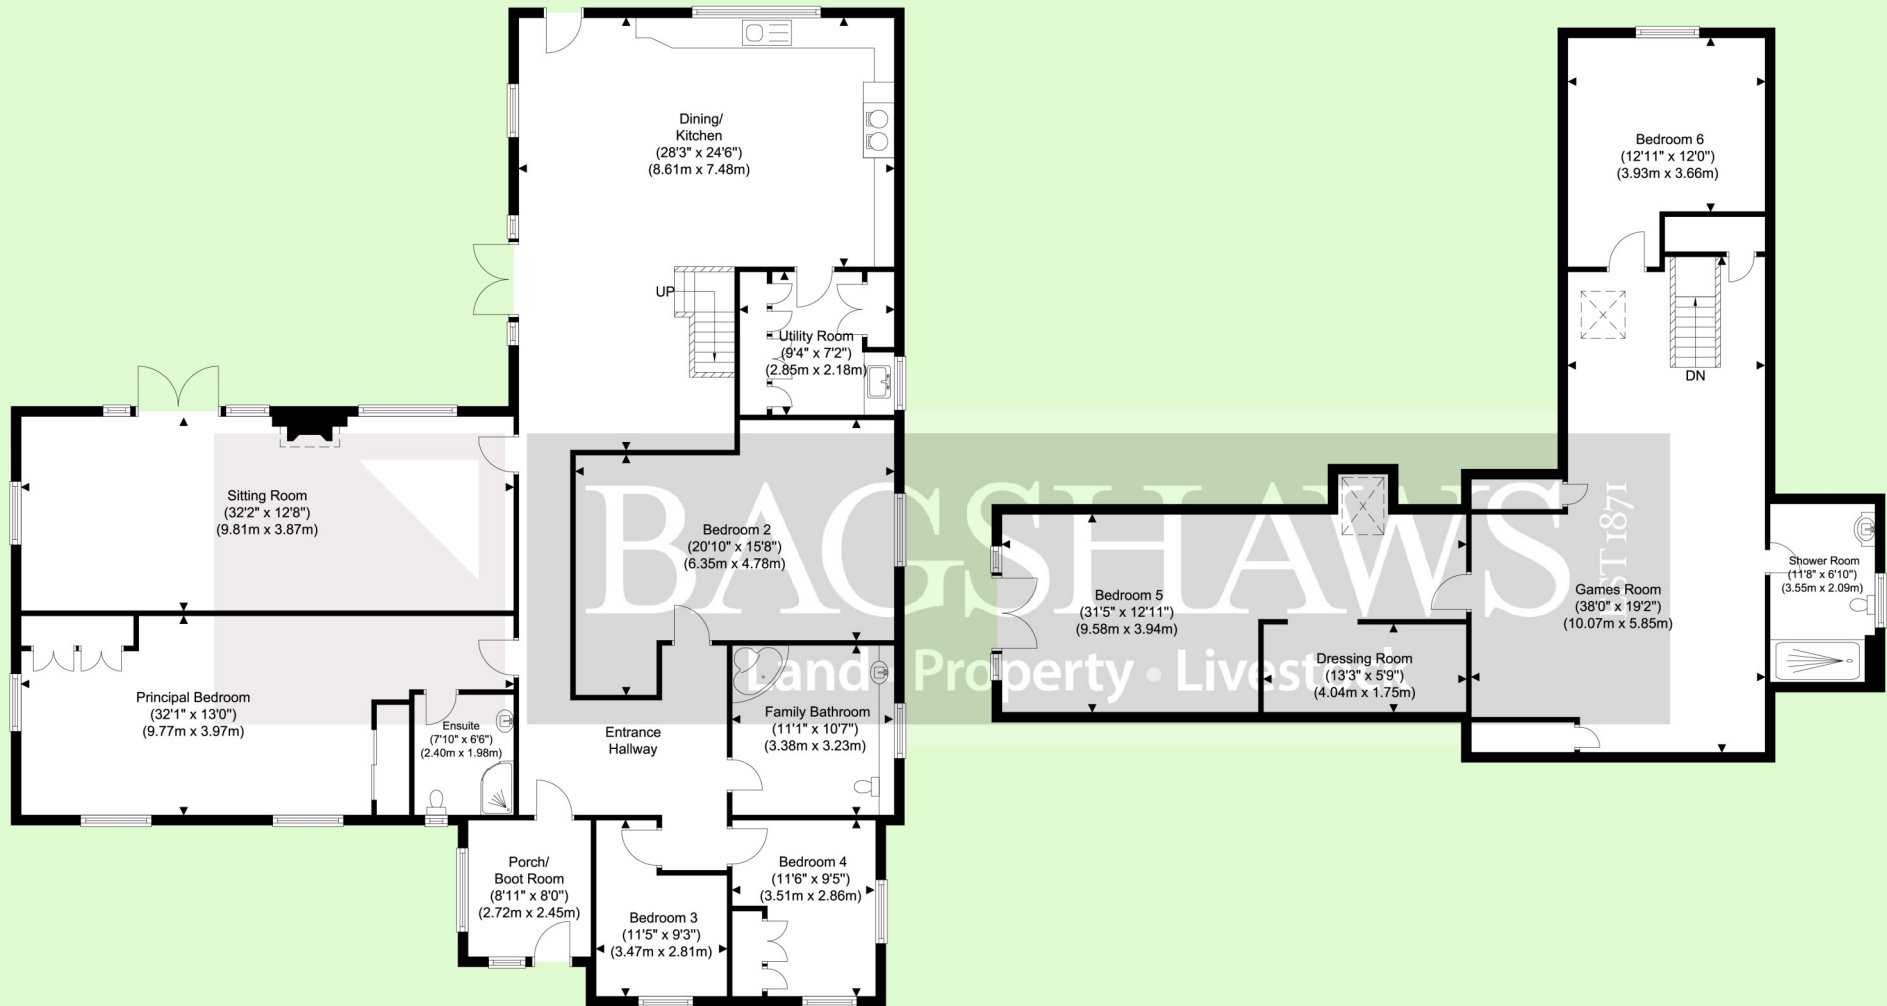 Dining/
Kitchen
(28'3" x 24'6")
(8.61m x 7.48m)
UP
Utility Room
(9'4" x 7'2")
(2.85m x 2.18m)
Sitting Room
(32'2" x 12'8")
(9.81m x 3.87m)
Bedroom 2
(20'10" x 15'8")
(6.35m x 4.78m)
Principal Bedroom
(32'1" x 13'0")
(9.77m x 3.97m)
Ensuite
(7'10" x 6'6")
(2.40m x 1.98m)
Entrance
Hallway
Family Bathroom
(11'1" x 10'7")
(3.38m x 3.23m)
Porch/
Boot Room
(8'11" x 8'0")
(2.72m x 2.45m)
Bedroom 3
(11'5" x 9'3")
(3.47m x 2.81m)
Bedroom 4
(11'6" x 9'5")
(3.51m x 2.86m)
Bedroom 6
(12'11" x 12'0")
(3.93m x 3.66m)
DN
Bedroom 5
(31'5" x 12'11")
(9.58m x 3.94m)
Dressing Room
(13'3" x 5'9")
(4.04m x 1.75m)
Games Room
(38'0" x 19'2")
(10.07m x 5.85m)
Shower Room
(11'8" x 6'10")
(3.55m x 2.09m)
BAGSHAWS
EST 1871
Land • Property • Livestock